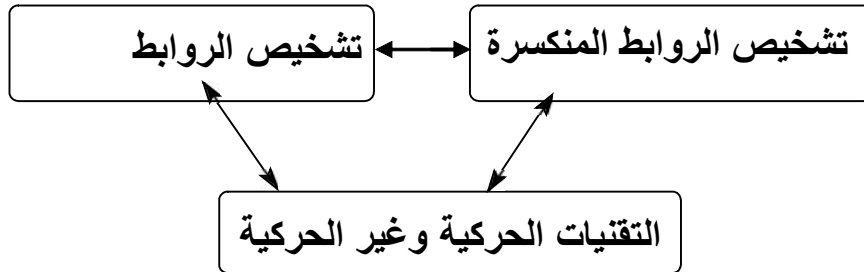 تشخيص الروابط المنكسرة
تشخيص الروابط
التقنيات الحركية وغير الحركية